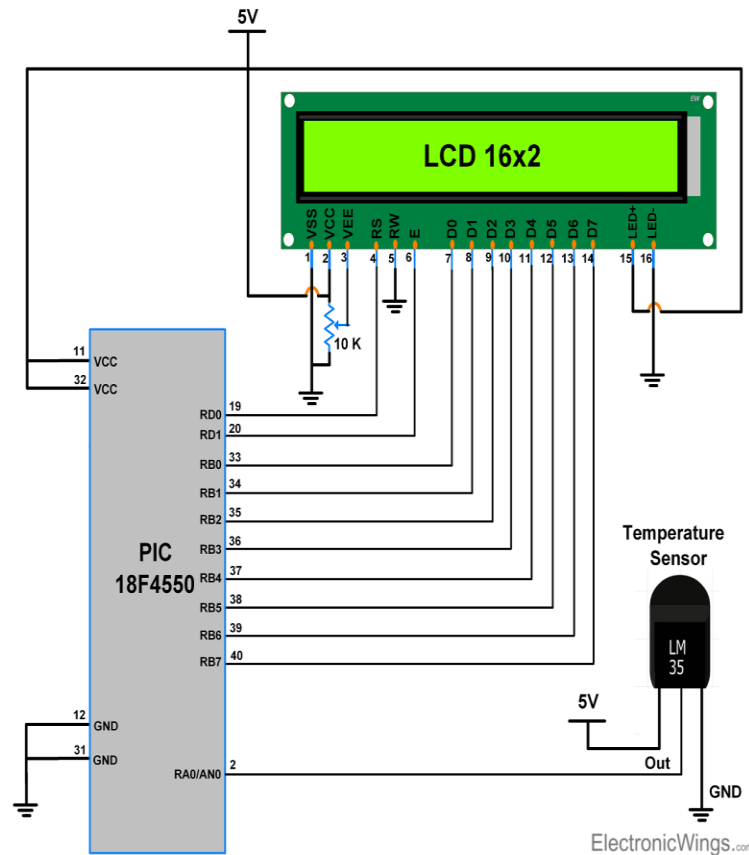 5V
EW
LCD 16x2
VSS VCC VEE RS RW E D0 D1 D2 D3 D4 D5 D6 D7 LED+ LED-
1 2 3 4 5 6 7 8 9 10 11 12 13 14 15 16
10 K
11 VCC
32 VCC
RD0 19
RD1 20
RB0 33
RB1 34
RB2 35
RB3 36
RB4 37
RB5 38
RB6 39
RB7 40
PIC
18F4550
Temperature
Sensor
LM
35
5V
12 GND
31 GND
RA0/AN0 2
Out
GND
ElectronicWings.com